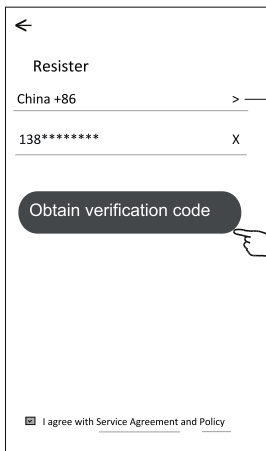 Resister
China +86 >
138******** X
Obtain verification code
I agree with Service Agreement and Policy